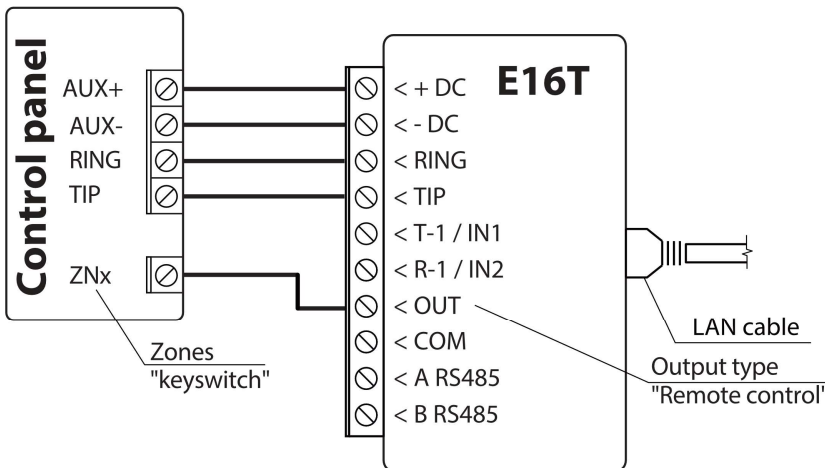 Control panel
AUX+
AUX-
RING
TIP
ZNx
Zones
"keyswitch"
E16T
< + DC
< - DC
< RING
< TIP
< T-1 / IN1
< R-1 / IN2
< OUT
< COM
< A RS485
< B RS485
LAN cable
Output type
"Remote control"